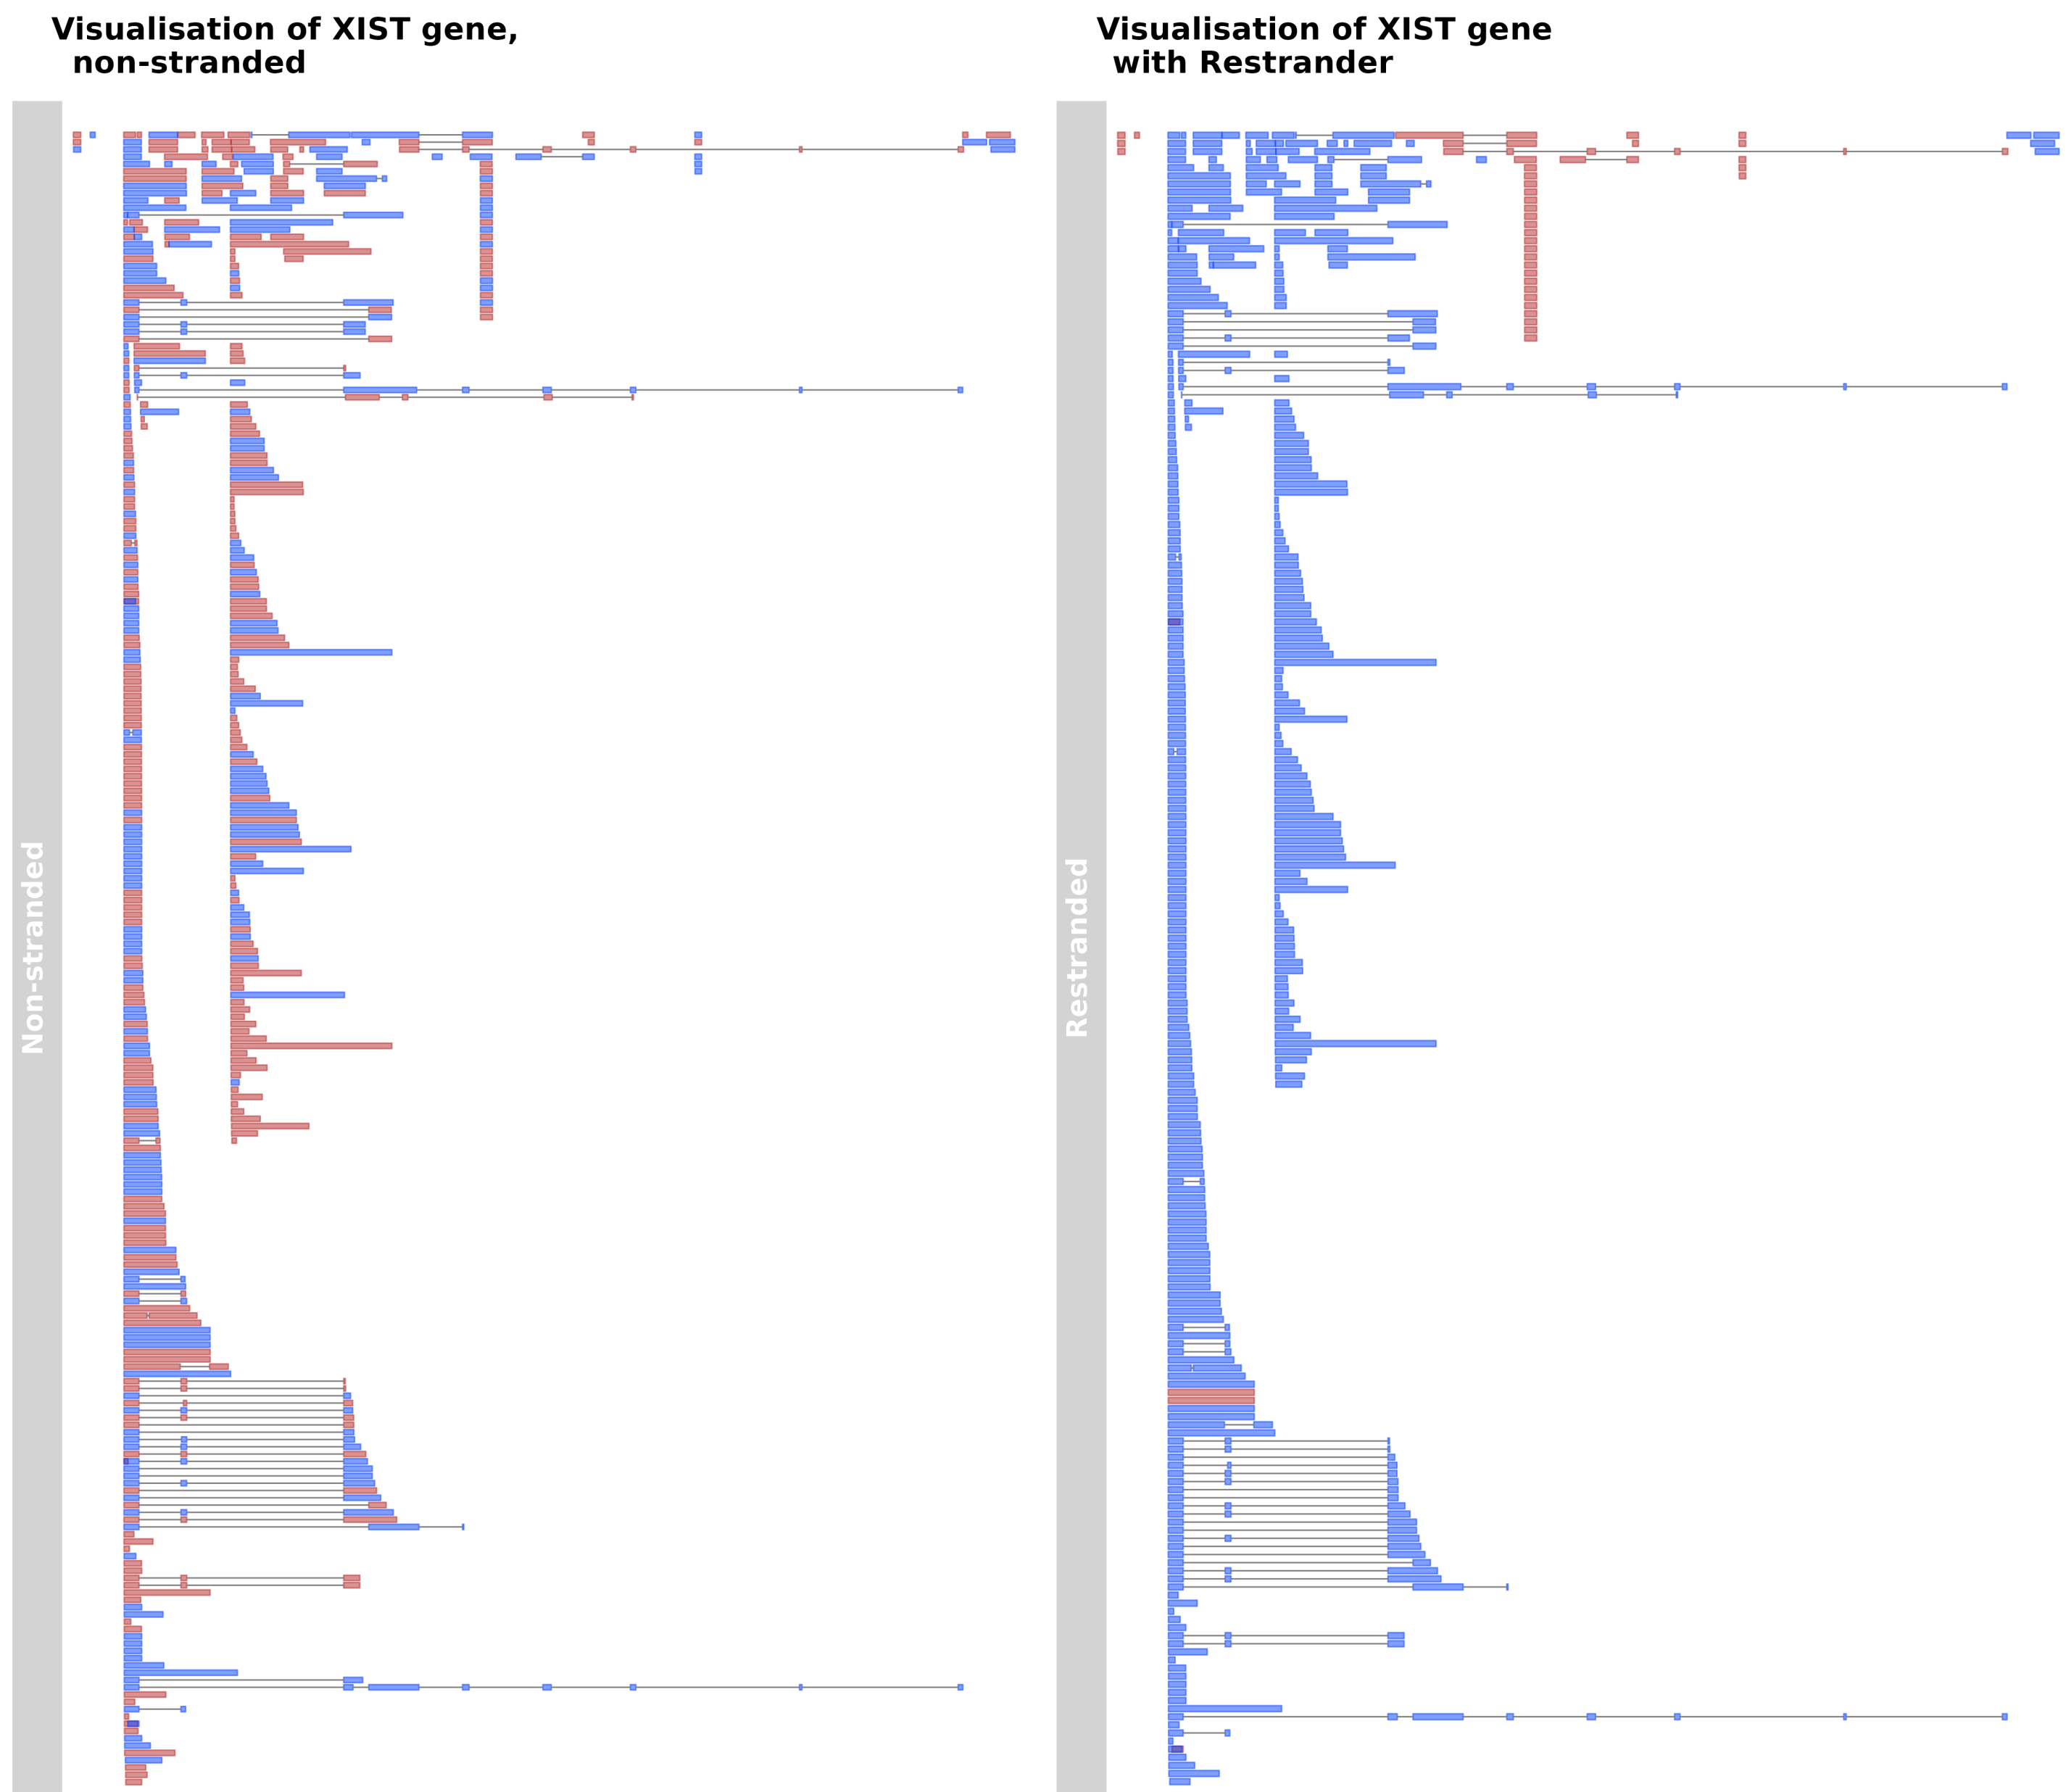 Visualisation of XIST gene,
non-stranded
Visualisation of XIST gene
with Restrander
Non-stranded
Restranded